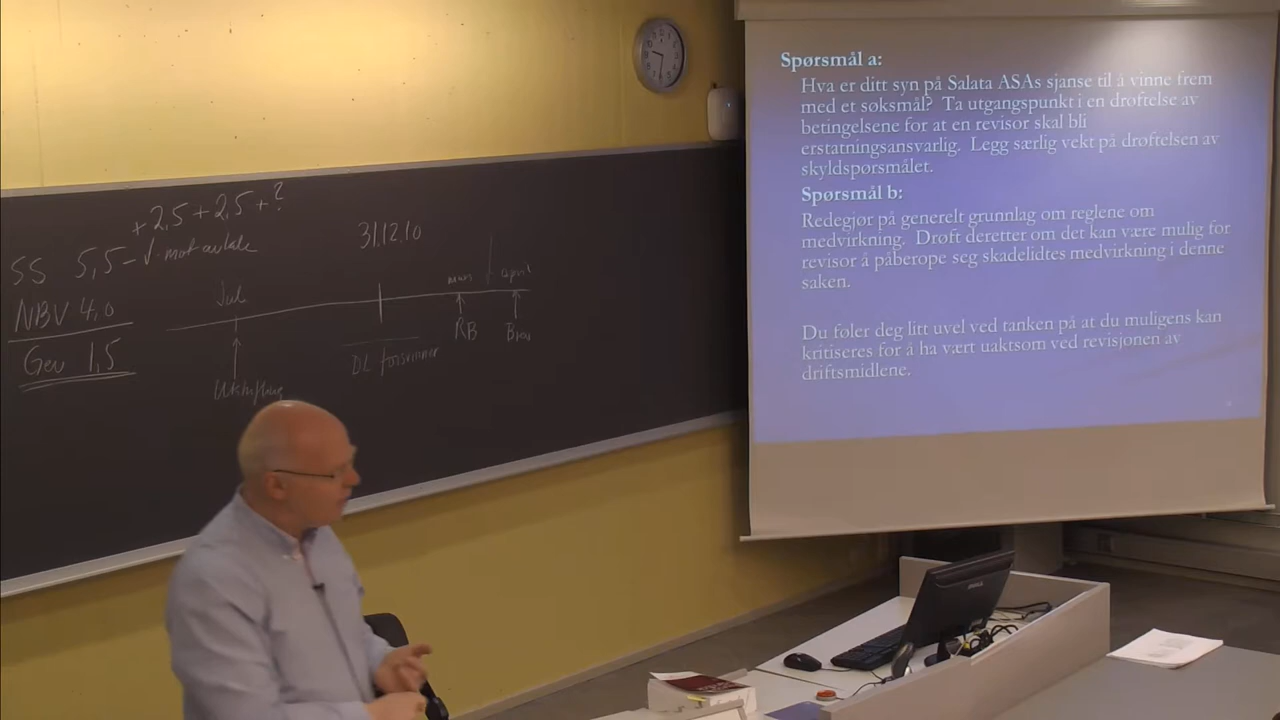 +2,5+2,5+?
SS 5,5- mot avtale
NBV 4,0
Gev 1,5
31.12.10
Jul
mars
april
RB
Brev
DL forsvinner
Spørsmål a:
Hva er ditt syn på Salata ASAs sjanse til å vinne frem
med et søksmål? Ta utgangspunkt i en drøftelse av
betingelsene for at en revisor skal bli
erstatningsansvarlig. Legg særlig vekt på drøftelsen av
skyldspørsmålet.
Spørsmål b:
Redegjør på generelt grunnlag om reglene om
medvirkning. Drøft deretter om det kan være mulig for
revisor å påberope seg skadelidtes medvirkning i denne
saken.
Du føler deg litt uvel ved tanken på at du muligens kan
kritiseres for å ha vært uaktsom ved revisjonen av
driftsmidlene.